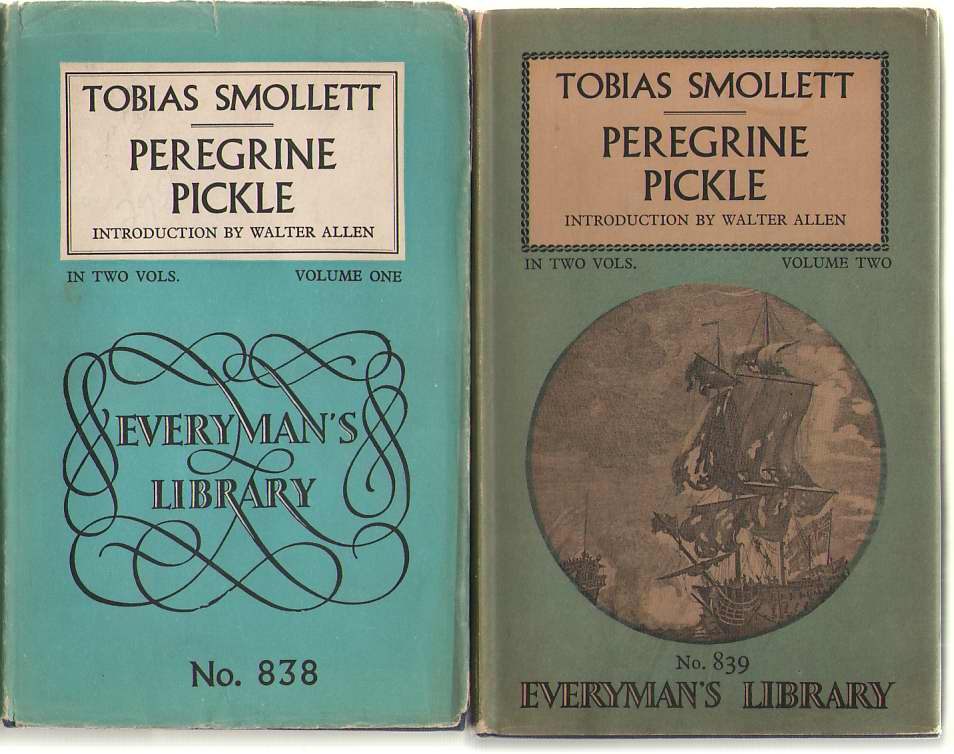 TOBIAS SMOLLETT
PEREGRINE
PICKLE
INTRODUCTION BY WALTER ALLEN
IN TWO VOLS. VOLUME ONE
EVERYMAN'S
LIBRARY
No. 838
TOBIAS SMOLLETT
PEREGRINE
PICKLE
INTRODUCTION BY WALTER ALLEN
IN TWO VOLS. VOLUME TWO
No. 839
EVERYMAN'S LIBRARY